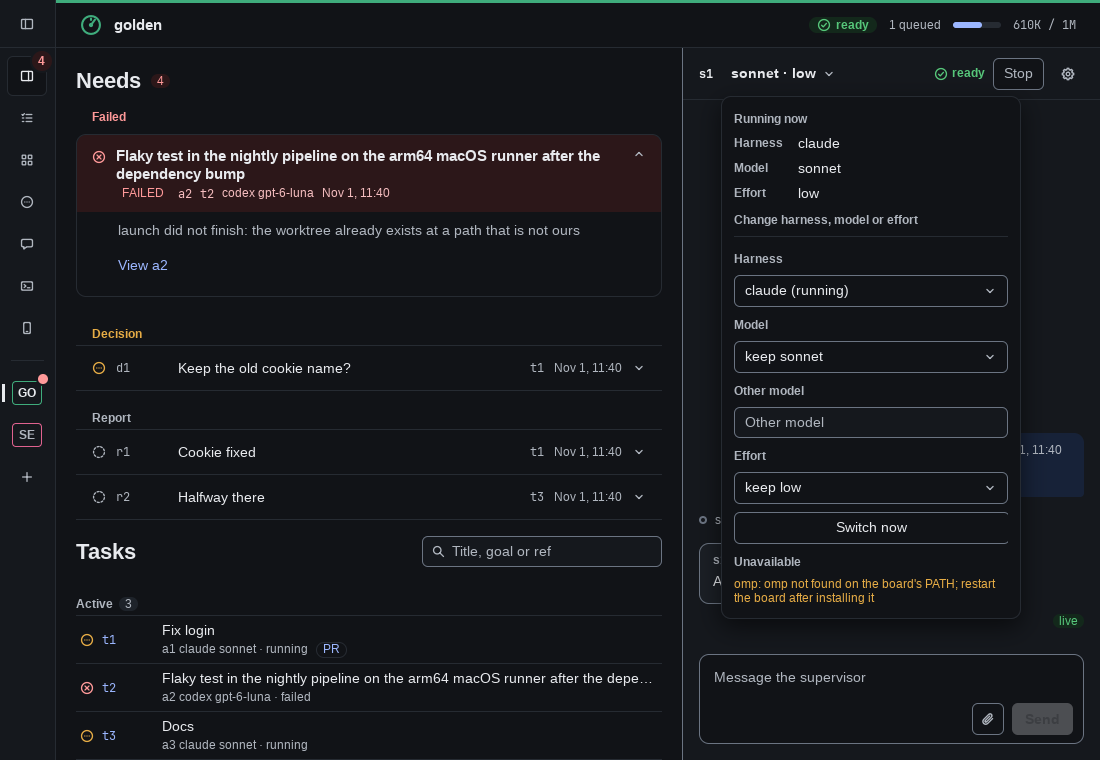 golden
ready
1 queued
610K / 1M
4
GO
SE
Needs 4
Failed
Flaky test in the nightly pipeline on the arm64 macOS runner after the
dependency bump
FAILED a2 t2 codex gpt-6-luna Nov 1, 11:40
launch did not finish: the worktree already exists at a path that is not ours
View a2
Decision
d1 Keep the old cookie name? t1 Nov 1, 11:40
Report
r1 Cookie fixed t1 Nov 1, 11:40
r2 Halfway there t3 Nov 1, 11:40
Tasks
Title, goal or ref
Active 3
t1 Fix login
a1 claude sonnet · running PR
t2 Flaky test in the nightly pipeline on the arm64 macOS runner after the depe…
a2 codex gpt-6-luna · failed
t3 Docs
a3 claude sonnet · running
s1 sonnet · low
ready
Stop
Running now
Harness claude
Model sonnet
Effort low
Change harness, model or effort
Harness
claude (running)
Model
keep sonnet
Other model
Other model
Effort
keep low
Switch now
Unavailable
omp: omp not found on the board's PATH; restart
the board after installing it
11:40
live
Message the supervisor
Send